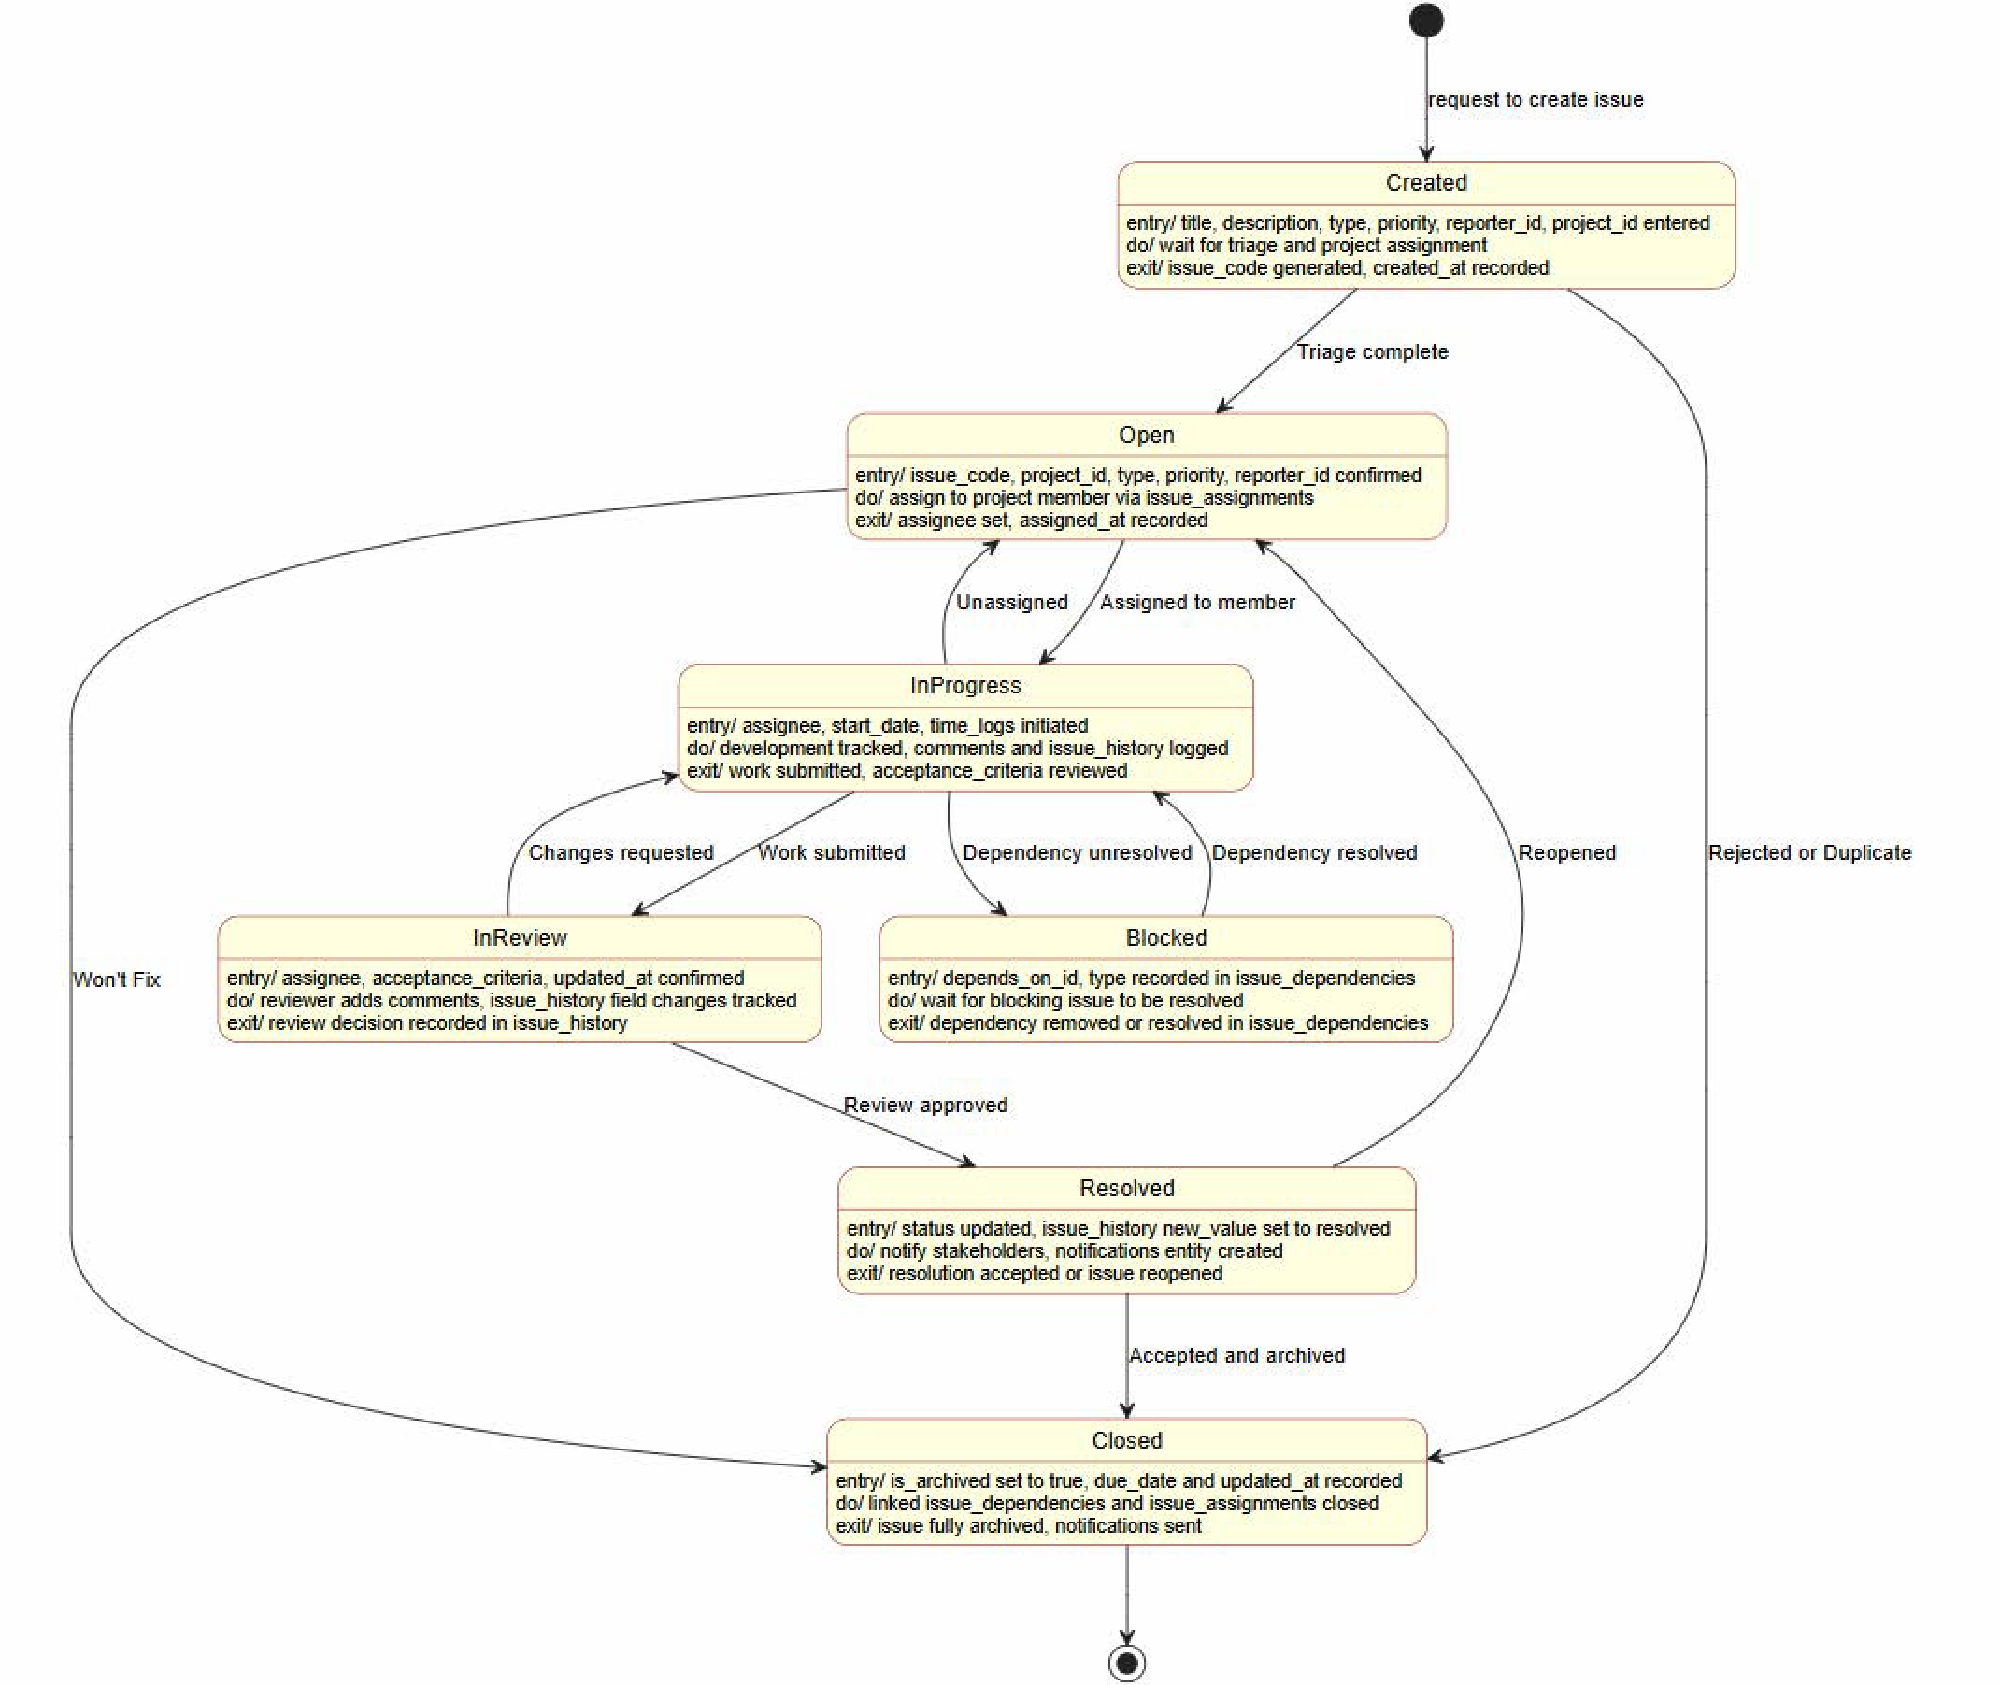 request to create issue
Created
entry/ title, description, type, priority, reporter_id, project_id entered
do/ wait for triage and project assignment
exit/ issue_code generated, created_at recorded
Triage complete
Open
entry/ issue_code, project_id, type, priority, reporter_id confirmed
do/ assign to project member via issue_assignments
exit/ assignee set, assigned_at recorded
Unassigned
Assigned to member
InProgress
entry/ assignee, start_date, time_logs initiated
do/ development tracked, comments and issue_history logged
exit/ work submitted, acceptance_criteria reviewed
Changes requested
Work submitted
Dependency unresolved
Dependency resolved
Reopened
Rejected or Duplicate
InReview
entry/ assignee, acceptance_criteria, updated_at confirmed
do/ reviewer adds comments, issue_history field changes tracked
exit/ review decision recorded in issue_history
Blocked
entry/ depends_on_id, type recorded in issue_dependencies
do/ wait for blocking issue to be resolved
exit/ dependency removed or resolved in issue_dependencies
Won't Fix
Review approved
Resolved
entry/ status updated, issue_history new_value set to resolved
do/ notify stakeholders, notifications entity created
exit/ resolution accepted or issue reopened
Accepted and archived
Closed
entry/ is_archived set to true, due_date and updated_at recorded
do/ linked issue_dependencies and issue_assignments closed
exit/ issue fully archived, notifications sent